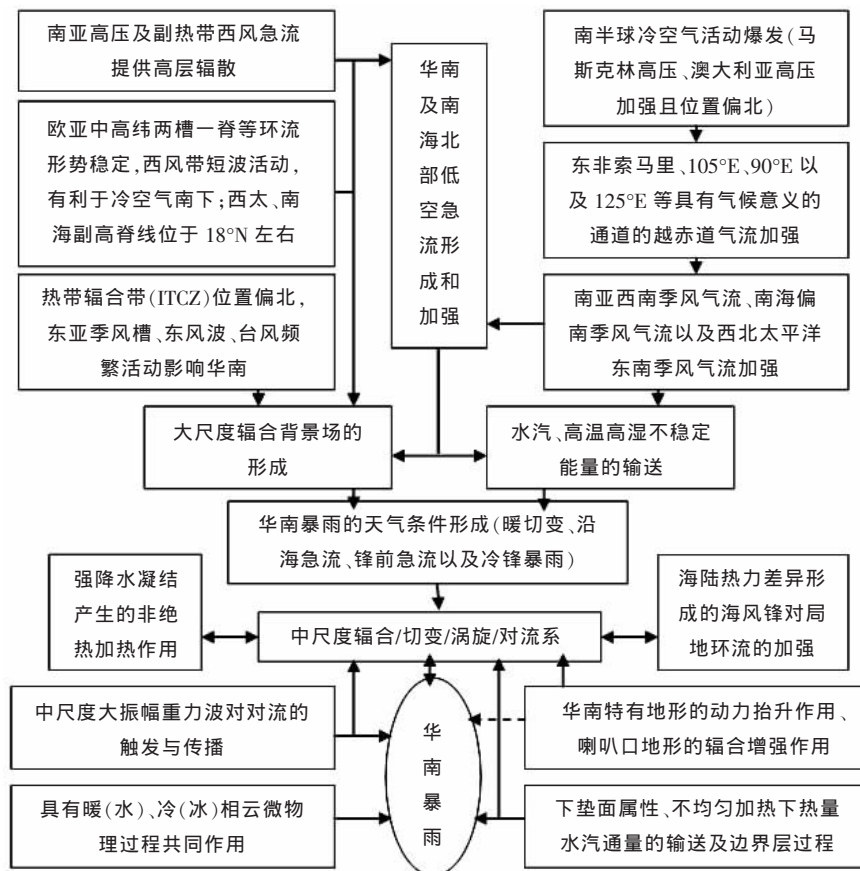 南亚高压及副热带西风急流
提供高层辐散
欧亚中高纬两槽一脊等环流
形势稳定,西风带短波活动,
有利于冷空气南下;西太、南
海副高脊线位于 18°N 左右
热带辐合带(ITCZ)位置偏北,
东亚季风槽、东风波、台风频
繁活动影响华南
华南
及南
海北
部低
空急
流形
成和
加强
南半球冷空气活动爆发(马
斯克林高压、澳大利亚高压
加强且位置偏北)
东非索马里、105°E、90°E 以
及 125°E 等具有气候意义的
通道的越赤道气流加强
南亚西南季风气流、南海偏
南季风气流以及西北太平洋
东南季风气流加强
大尺度辐合背景场的
形成
水汽、高温高湿不稳定
能量的输送
华南暴雨的天气条件形成(暖切变、沿
海急流、锋前急流以及冷锋暴雨)
强降水凝结
产生的非绝
热加热作用
中尺度辐合/切变/涡旋/对流系
海陆热力差异形
成的海风锋对局
地环流的加强
中尺度大振幅重力波对对流的
触发与传播
华
南
暴
雨
华南特有地形的动力抬升作用、
喇叭口地形的辐合增强作用
具有暖(水)、冷(冰)相云微物
理过程共同作用
下垫面属性、不均匀加热下热量
水汽通量的输送及边界层过程